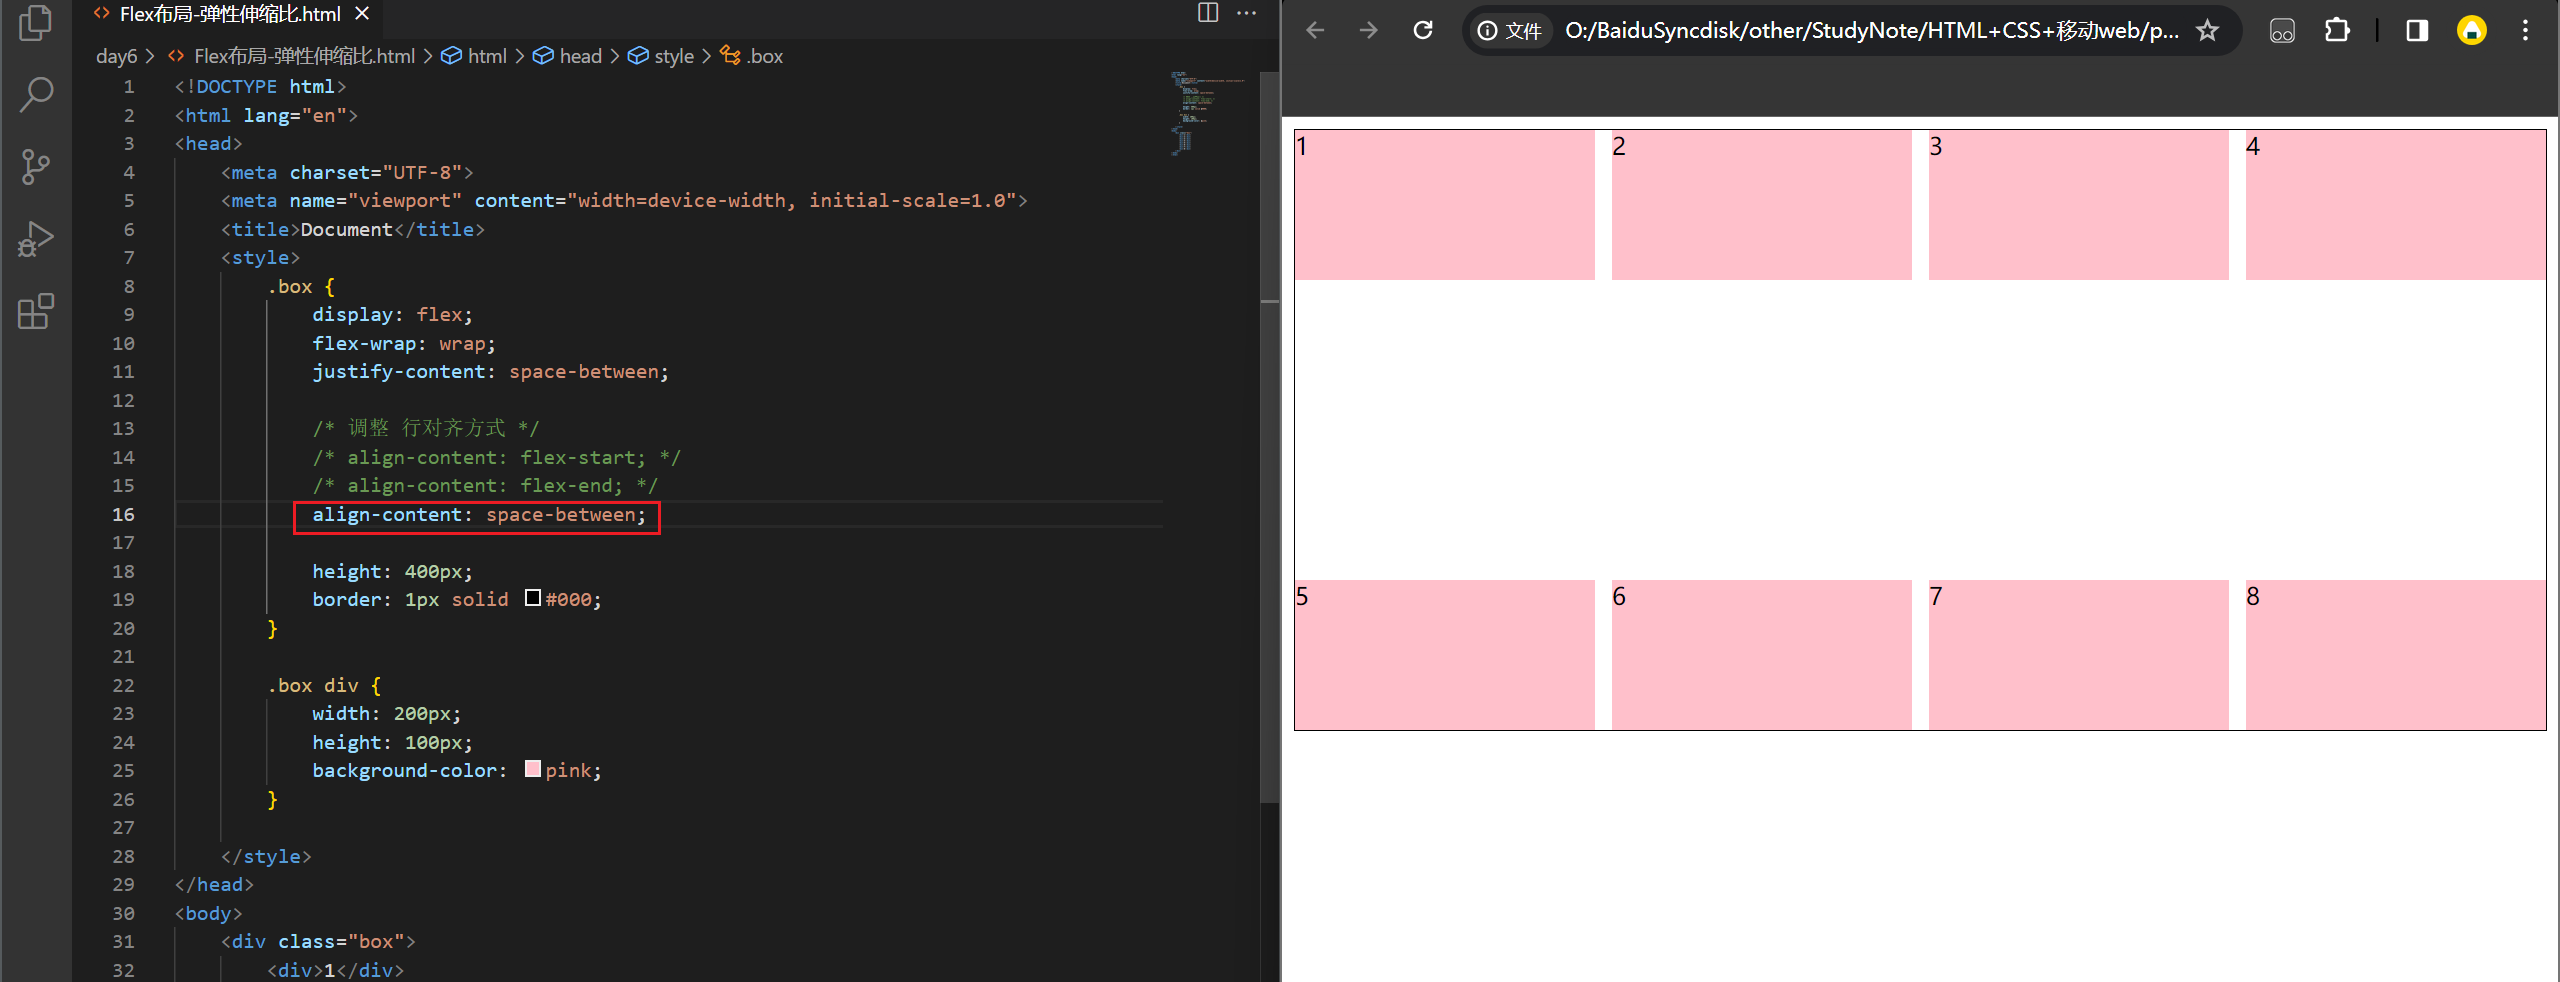 Flex布局-弹性伸缩比.html
day6 > Flex布局-弹性伸缩比.html > html > head > style > .box
1 <!DOCTYPE html>
2 <html lang="en">
3 <head>
4 <meta charset="UTF-8">
5 <meta name="viewport" content="width=device-width, initial-scale=1.0">
6 <title>Document</title>
7 <style>
8 .box {
9 display: flex;
10 flex-wrap: wrap;
11 justify-content: space-between;
12
13 /* 调整 行对齐方式 */
14 /* align-content: flex-start; */
15 /* align-content: flex-end; */
16 align-content: space-between;
17
18 height: 400px;
19 border: 1px solid #000;
20 }
21
22 .box div {
23 width: 200px;
24 height: 100px;
25 background-color: pink;
26 }
27
28 </style>
29 </head>
30 <body>
31 <div class="box">
32 <div>1</div>
文件 O:/BaiduSyncdisk/other/StudyNote/HTML+CSS+移动web/p...
1 2 3 4
5 6 7 8